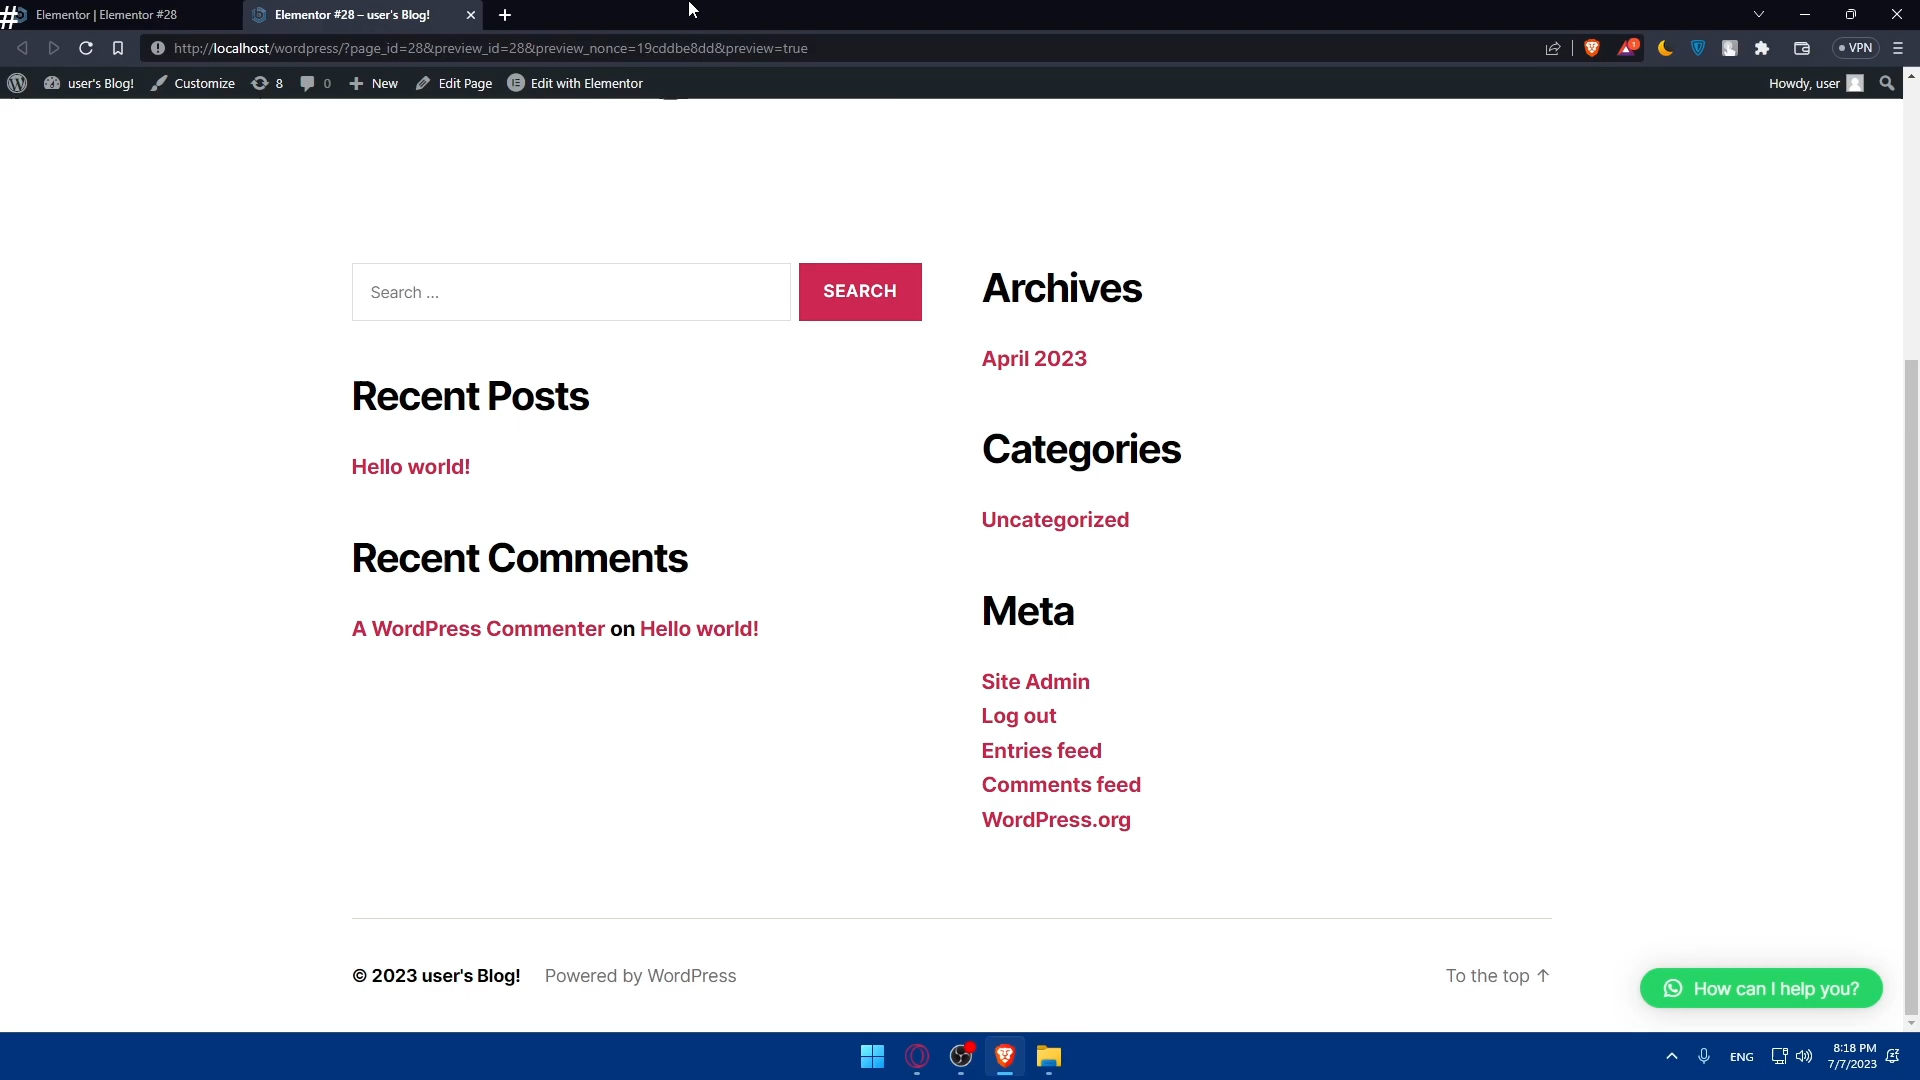 Elementor | Elementor #28
Elementor #28 – user's Blog!
http://localhost/wordpress/?page_id=28&preview_id=28&preview_nonce=19cddbe8dd&preview=true
1
VPN
user's Blog!
Customize
8
0
New
Edit Page
Edit with Elementor
Howdy, user
Search ...
SEARCH
Recent Posts
Hello world!
Recent Comments
A WordPress Commenter on Hello world!
Archives
April 2023
Categories
Uncategorized
Meta
Site Admin
Log out
Entries feed
Comments feed
WordPress.org
© 2023 user's Blog!
Powered by WordPress
To the top ↑
How can I help you?
ENG
8:18 PM
7/7/2023